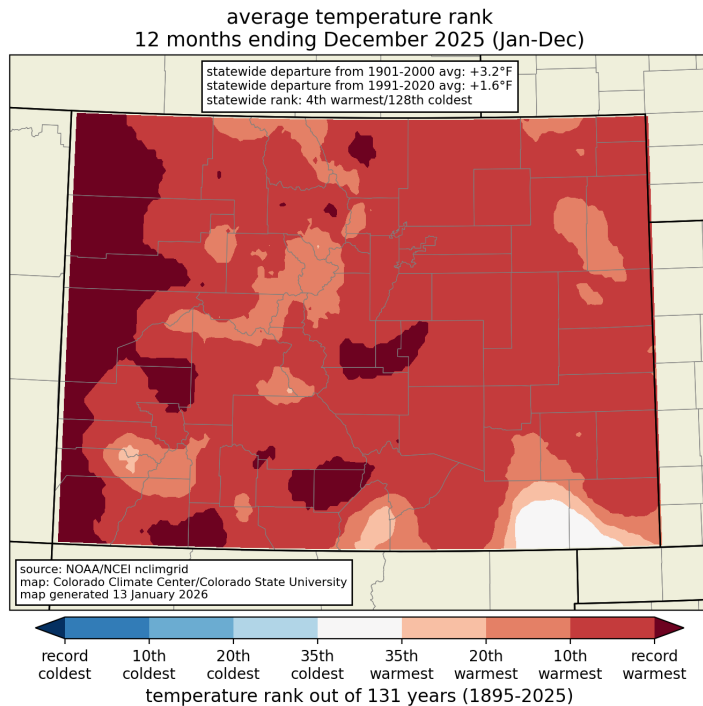 average temperature rank
12 months ending December 2025 (Jan-Dec)
statewide departure from 1901-2000 avg: +3.2°F
statewide departure from 1991-2020 avg: +1.6°F
statewide rank: 4th warmest/128th coldest
source: NOAA/NCEI nclimgrid
map: Colorado Climate Center/Colorado State University
map generated 13 January 2026
record coldest
10th coldest
20th coldest
35th coldest
35th warmest
20th warmest
10th warmest
record warmest
temperature rank out of 131 years (1895-2025)